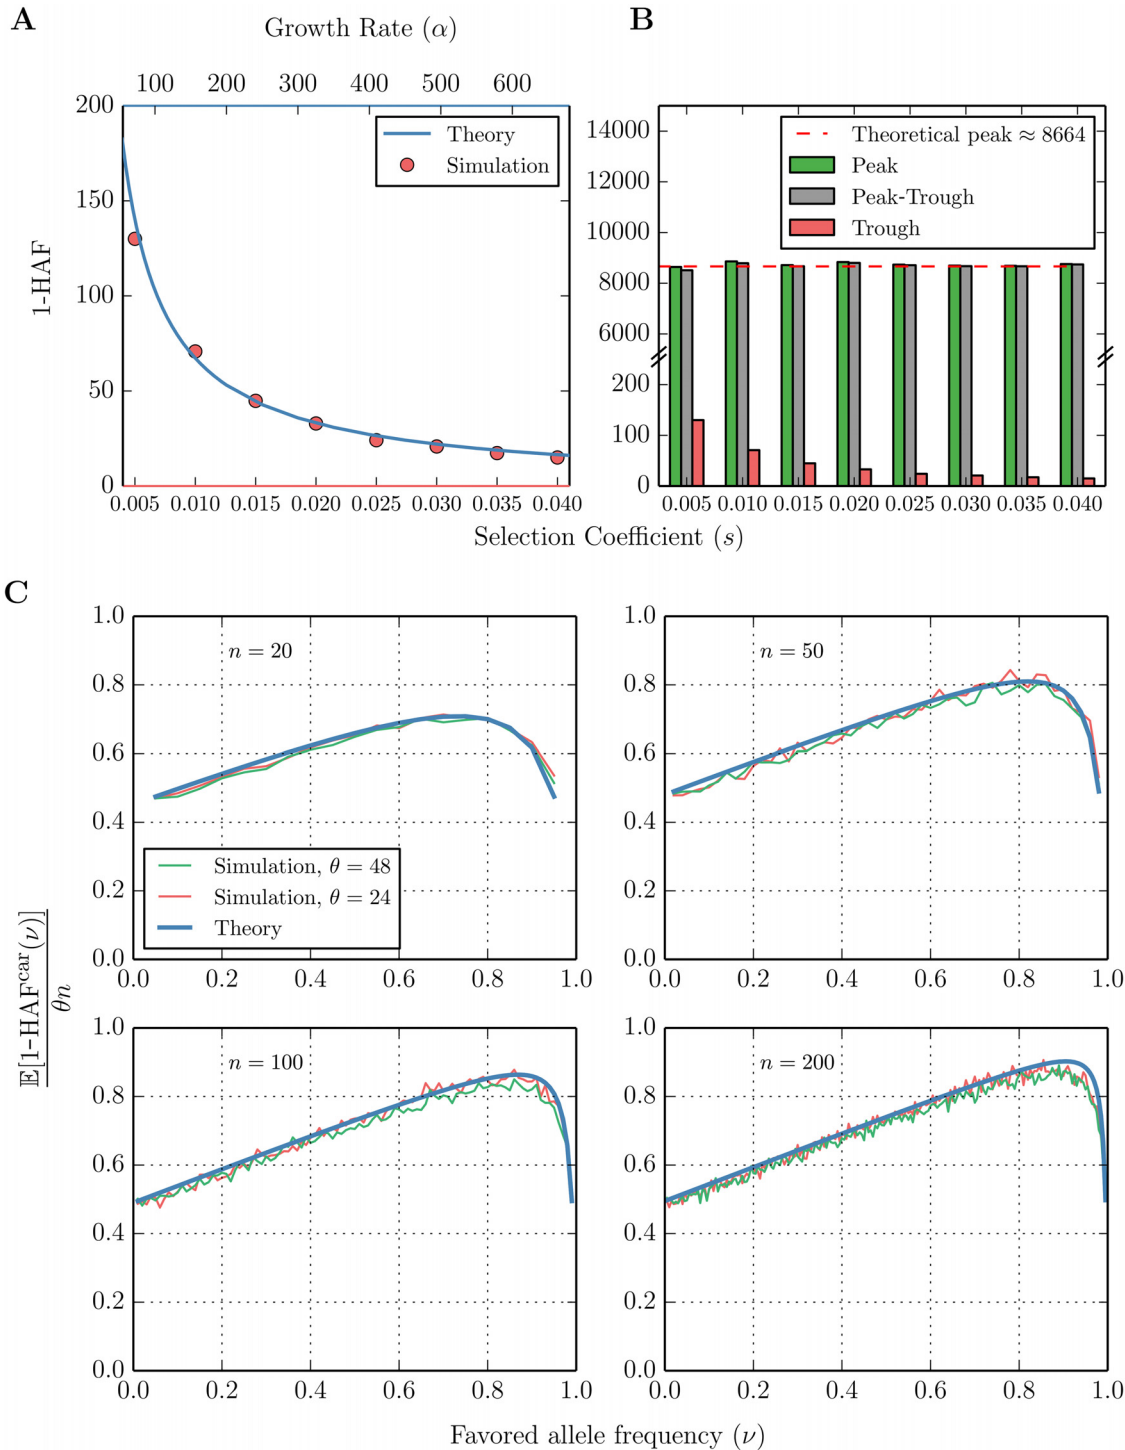 A
Growth Rate (α)
100 200 300 400 500 600
200
150
100
50
0
1-HAF
Theory
Simulation
0.005 0.010 0.015 0.020 0.025 0.030 0.035 0.040
B
14000
12000
10000
8000
6000
200
100
0
Theoretical peak ≈ 8664
Peak
Peak-Trough
Trough
0.005 0.010 0.015 0.020 0.025 0.030 0.035 0.040
Selection Coefficient (s)
C
𝔼[1-HAF^car(ν)]
θn
1.0
0.8
0.6
0.4
0.2
0.0
n = 20
Simulation, θ = 48
Simulation, θ = 24
Theory
0.0 0.2 0.4 0.6 0.8 1.0
1.0
0.8
0.6
0.4
0.2
0.0
n = 50
0.0 0.2 0.4 0.6 0.8 1.0
1.0
0.8
0.6
0.4
0.2
0.0
n = 100
0.0 0.2 0.4 0.6 0.8 1.0
1.0
0.8
0.6
0.4
0.2
0.0
n = 200
0.0 0.2 0.4 0.6 0.8 1.0
Favored allele frequency (ν)